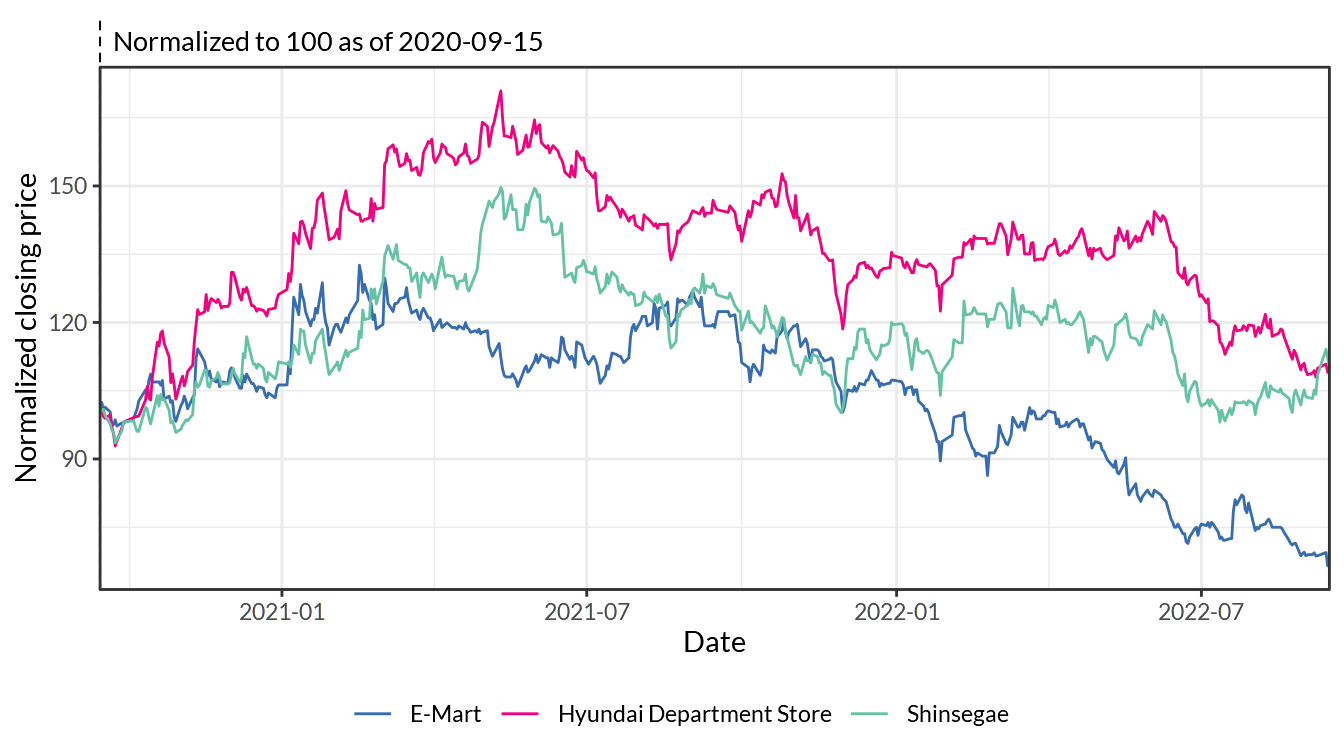 Normalized to 100 as of 2020-09-15
Normalized closing price
150
120
90
2021-01
2021-07
2022-01
2022-07
Date
E-Mart
Hyundai Department Store
Shinsegae